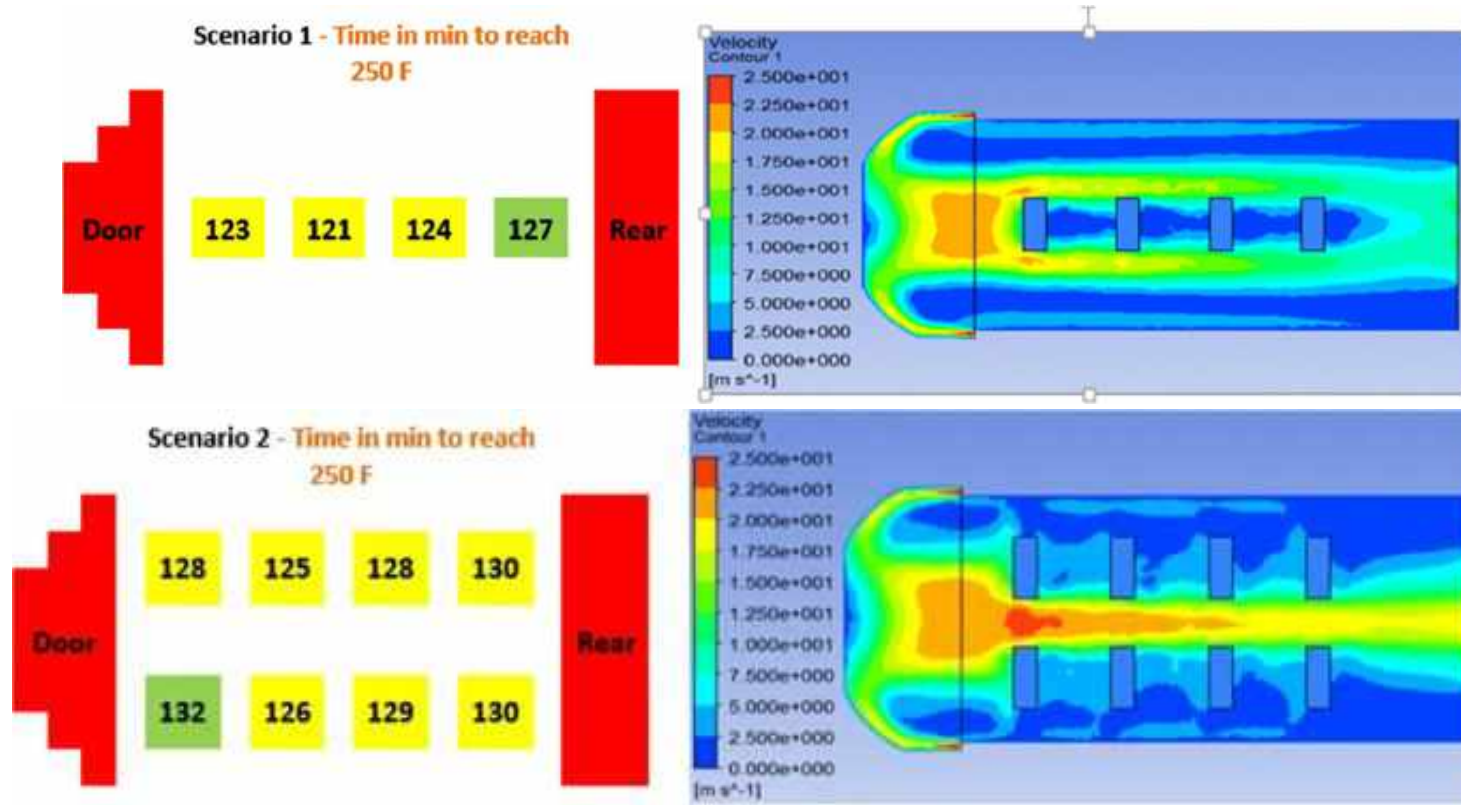 Scenario 1 - Time in min to reach
250 F
Door
123
121
124
127
Rear
Velocity
Contour 1
2.500e+001
2.250e+001
2.000e+001
1.750e+001
1.500e+001
1.250e+001
1.000e+001
7.500e+000
5.000e+000
2.500e+000
0.000e+000
[m s^-1]
Scenario 2 - Time in min to reach
250 F
Door
128
125
128
130
132
126
129
130
Rear
Velocity
Contour 1
2.500e+001
2.250e+001
2.000e+001
1.750e+001
1.500e+001
1.250e+001
1.000e+001
7.500e+000
5.000e+000
2.500e+000
0.000e+000
[m s^-1]